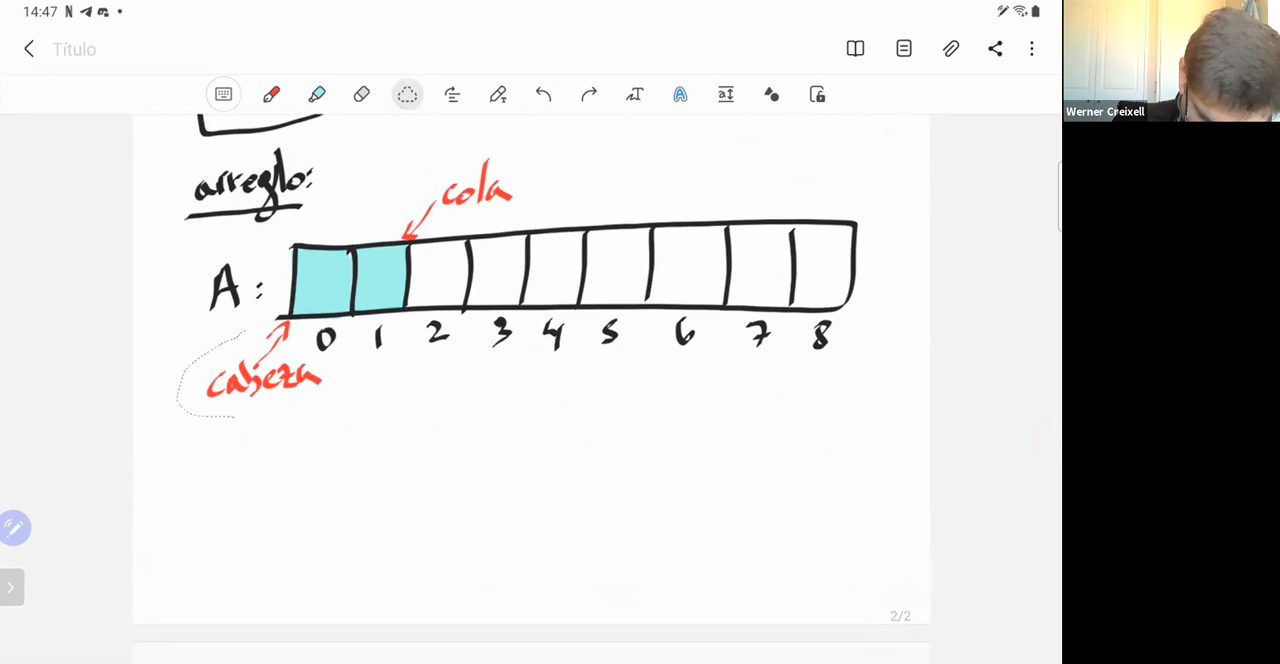 14:47 N
Título
Werner Creixell
arreglo:
cola
A:
0 1 2 3 4 5 6 7 8
cabeza
2/2